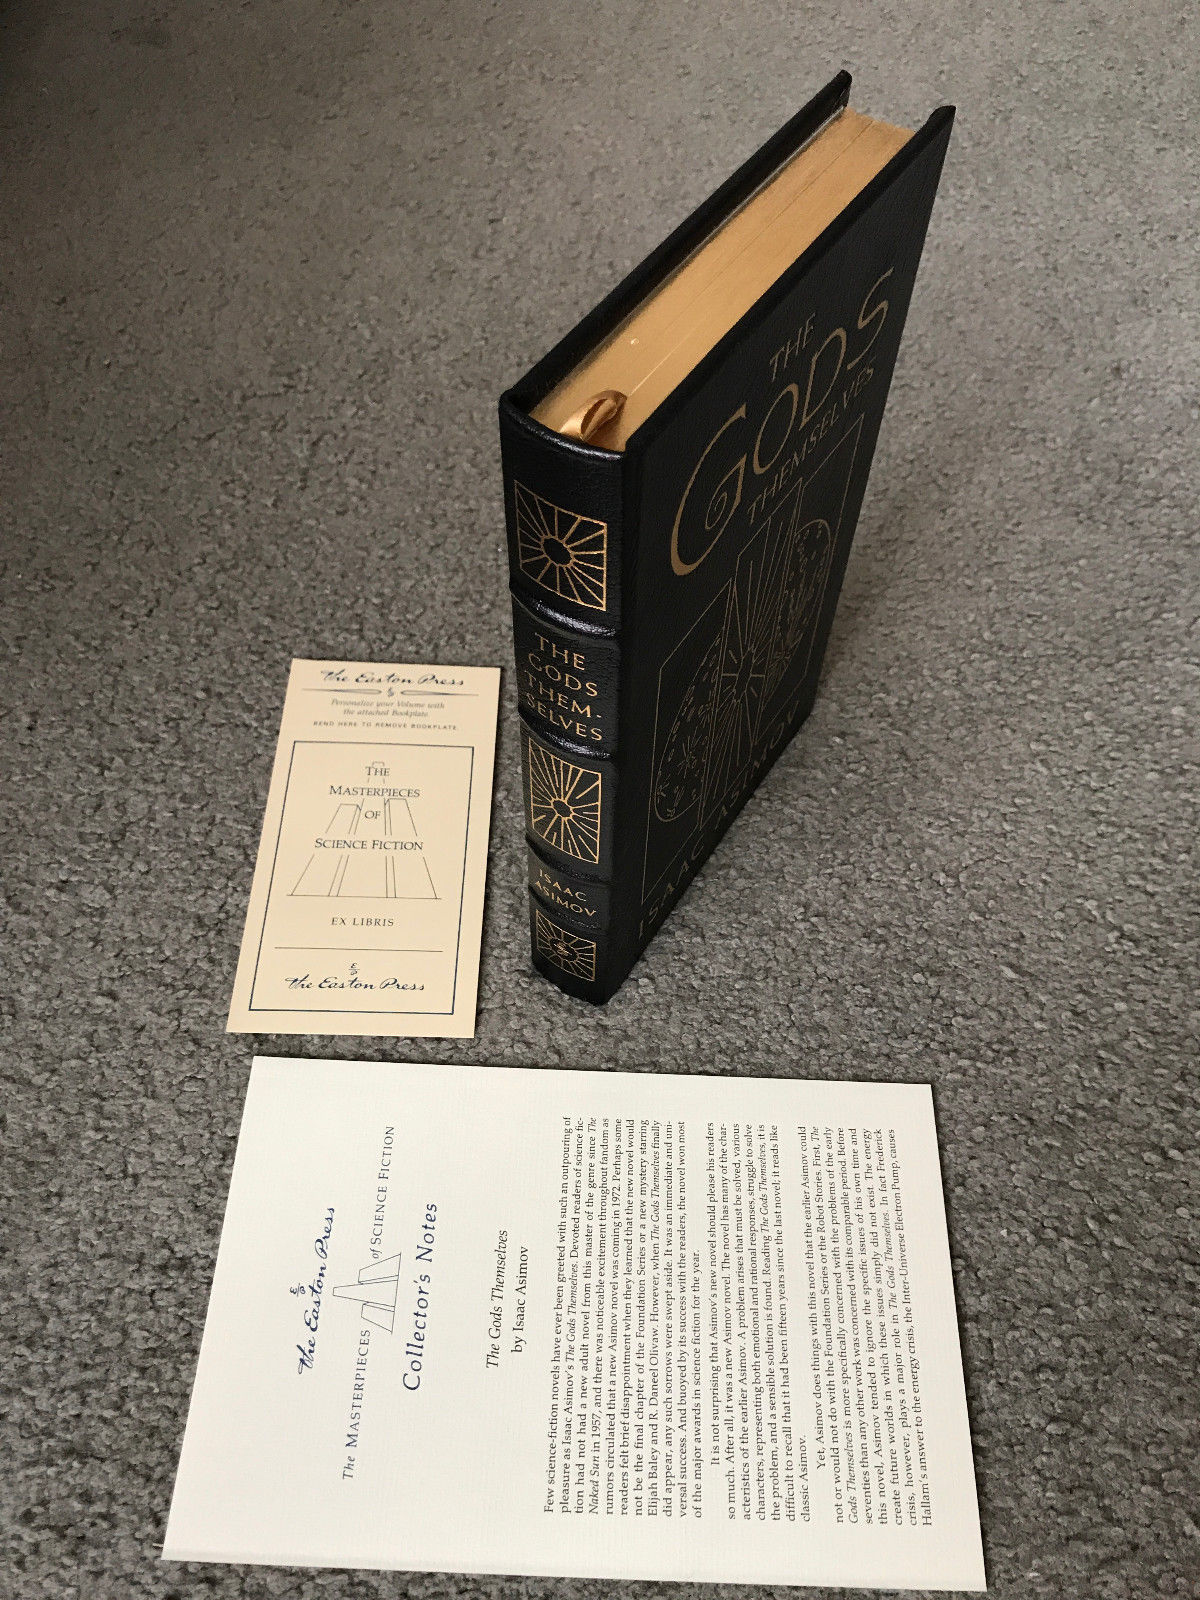 THE
GODS
THEMSELVES
ISAAC ASIMOV
THE
GODS
THEM-
SELVES
ISAAC
ASIMOV
the Easton Press
Personalize your Volume with
the attached Bookplate.
BEND HERE TO REMOVE BOOKPLATE.
THE
MASTERPIECES
OF
SCIENCE FICTION
EX LIBRIS
the Easton Press
the Easton Press
The MASTERPIECES of SCIENCE FICTION
Collector's Notes
The Gods Themselves
by Isaac Asimov
Few science-fiction novels have ever been greeted with such an outpouring of
pleasure as Isaac Asimov's The Gods Themselves. Devoted readers of science fic-
tion had not had a new adult novel from this master of the genre since The
Naked Sun in 1957, and there was noticeable excitement throughout fandom as
rumors circulated that a new Asimov novel was coming in 1972. Perhaps some
readers felt brief disappointment when they learned that the new novel would
not be the final chapter of the Foundation Series or a new mystery starring
Elijah Baley and R. Daneel Olivaw. However, when The Gods Themselves finally
did appear, any such sorrows were swept aside. It was an immediate and uni-
versal success. And buoyed by its success with the readers, the novel won most
of the major awards in science fiction for the year.
It is not surprising that Asimov's new novel should please his readers
so much. After all, it was a new Asimov novel. The novel has many of the char-
acteristics of the earlier Asimov. A problem arises that must be solved, various
characters, representing both emotional and rational responses, struggle to solve
the problem, and a sensible solution is found. Reading The Gods Themselves, it is
difficult to recall that it had been fifteen years since the last novel; it reads like
classic Asimov.
Yet, Asimov does things with this novel that the earlier Asimov could
not or would not do with the Foundation Series or the Robot Stories. First, The
Gods Themselves is more specifically concerned with the problems of the early
seventies than any other work was concerned with its comparable period. Before
this novel, Asimov tended to ignore the specific issues of his own time and
create future worlds in which these issues simply did not exist. The energy
crisis, however, plays a major role in The Gods Themselves. In fact Frederick
Hallam's answer to the energy crisis, the Inter-Universe Electron Pump, causes